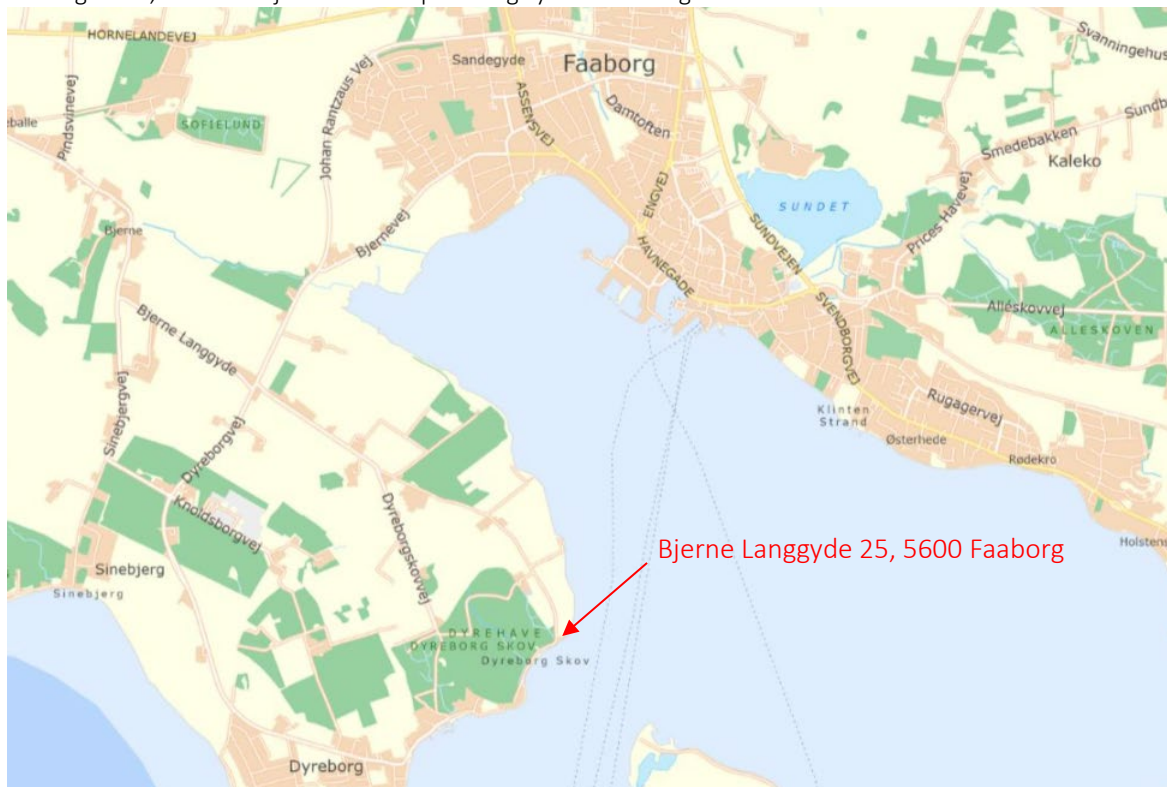 HORNELANDEVEJ
Sandegyde
Faaborg
Svanningehus
Pindsvinevej
SOFIELUND
Johan Rantzaus Vej
ASSENSVEJ
Damtoften
Smedebakken
Sundb
Kaleko
ENGVEJ
SUNDET
Prices Havevej
Bjerne
Bjernevej
HAVNEGADE
SUNDVEJEN
SVENDBORGVEJ
Alléskovvej
ALLESKOVEN
Bjerne Langgyde
Sinebjergvej
Dyreborgvej
Klinten
Strand
Rugagervej
Østerhede
Rødekro
Knoldsborgvej
Dyreborgskovvej
Holstens
Sinebjerg
Sinebjerg
Bjerne Langgyde 25, 5600 Faaborg
DYREHAVE
DYREBORG SKOV
Dyreborg Skov
Dyreborg